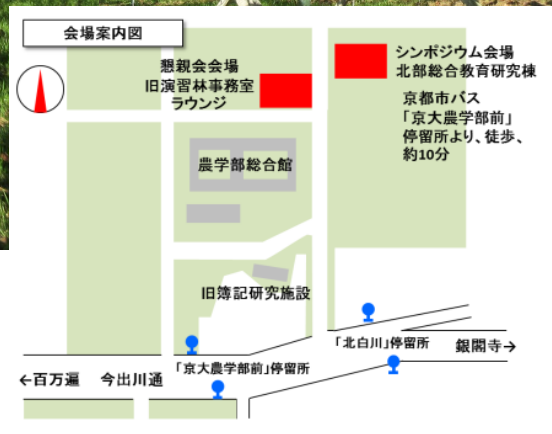 会場案内図
シンポジウム会場
北部総合教育研究棟
懇親会会場
旧演習林事務室
ラウンジ
京都市バス
「京大農学部前」
停留所より、徒歩、
約10分
農学部総合館
旧簿記研究施設
「北白川」停留所
銀閣寺→
「京大農学部前」停留所
←百万遍
今出川通